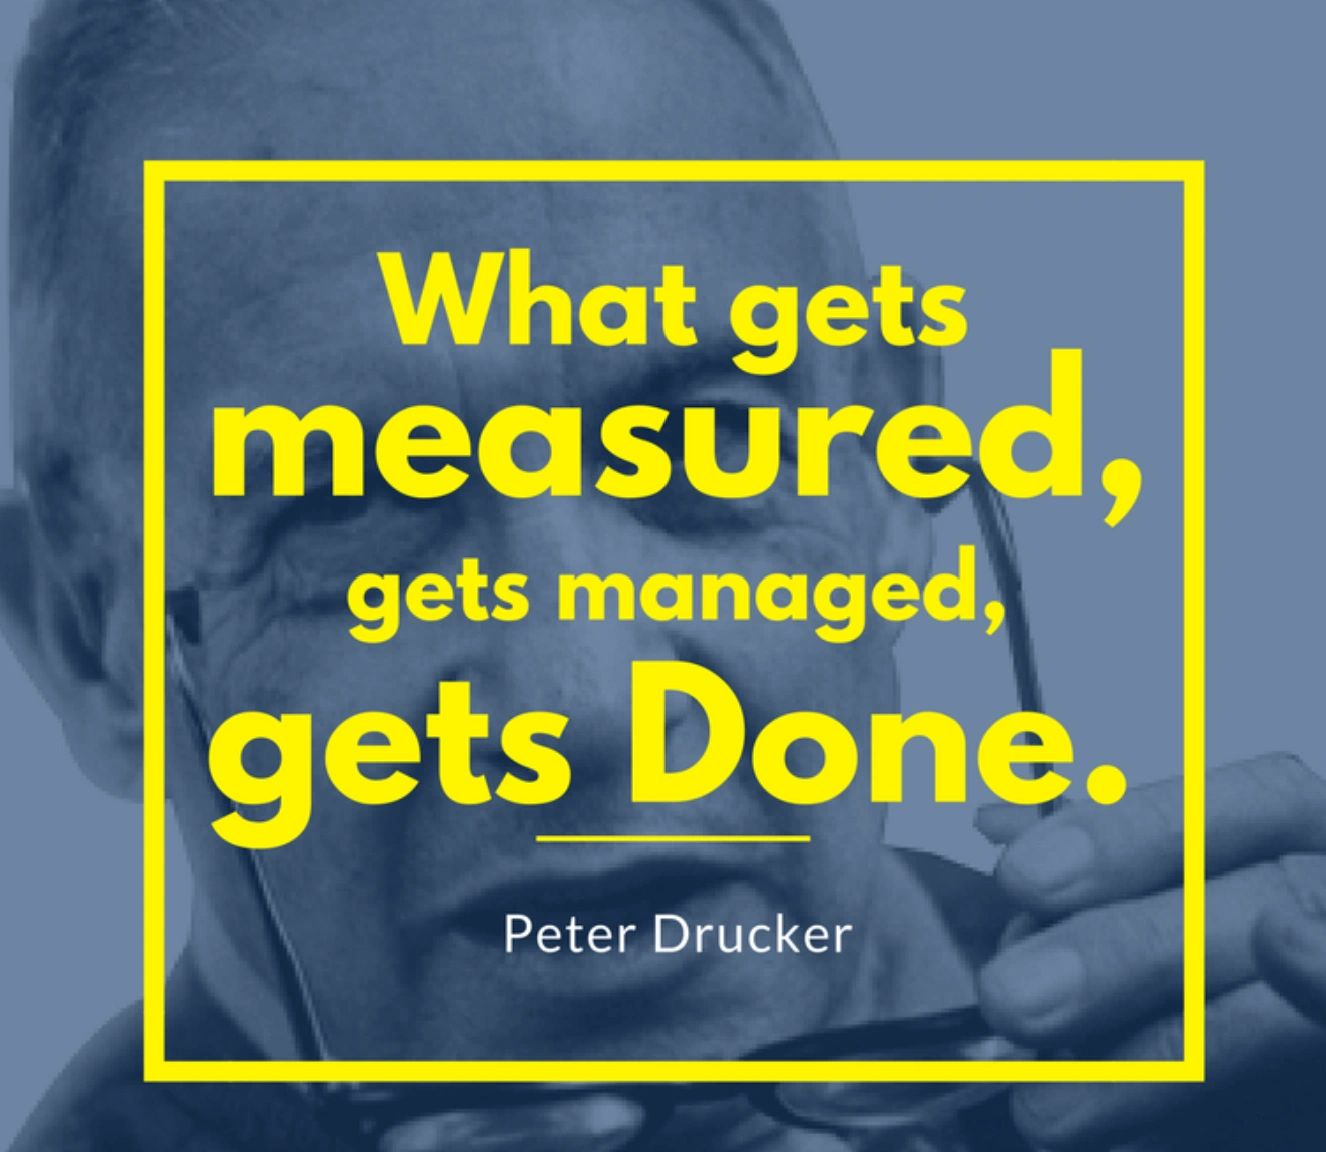 What gets
measured,
gets managed,
gets Done.
Peter Drucker